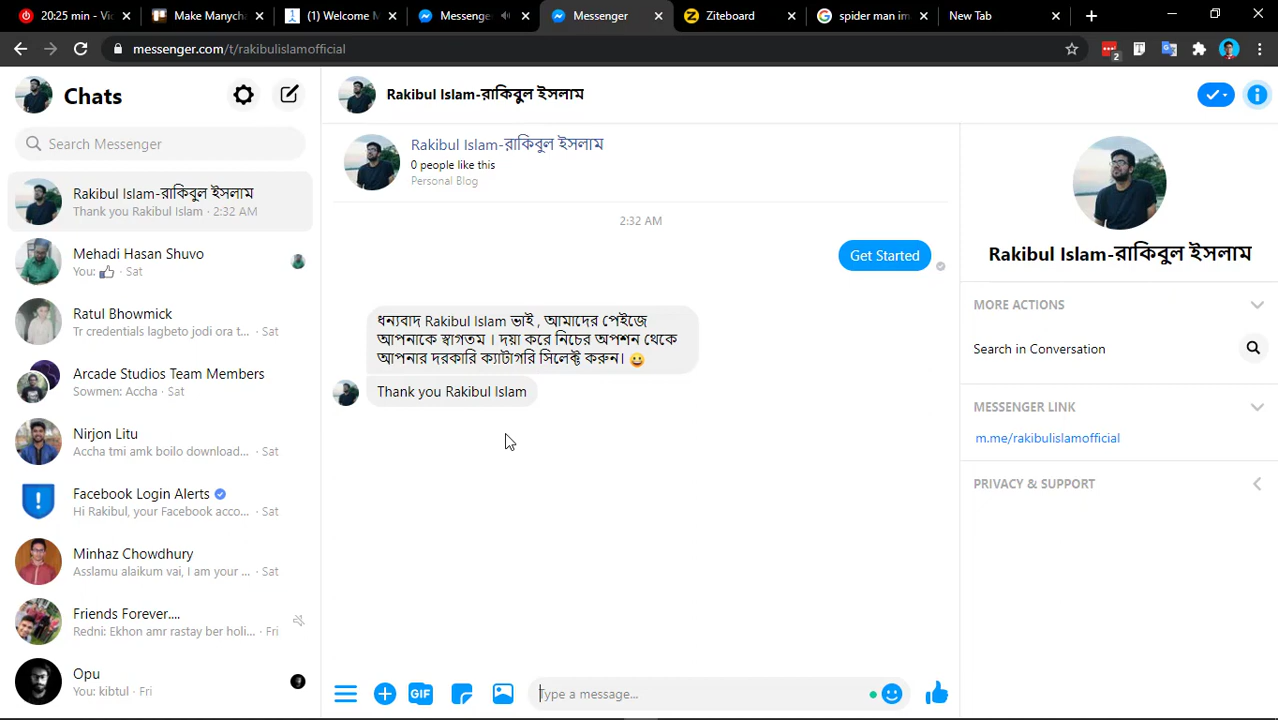 20:25 min - Vi
Make Manych
(1) Welcome M
Messenge
Messenger
Ziteboard
spider man im
New Tab
messenger.com/t/rakibulislamofficial
2
Chats
Search Messenger
Rakibul Islam-রাকিবুল ইসলাম
Thank you Rakibul Islam · 2:32 AM
Mehadi Hasan Shuvo
You: 👍 · Sat
Ratul Bhowmick
Tr credentials lagbeto jodi ora t... · Sat
Arcade Studios Team Members
Sowmen: Accha · Sat
Nirjon Litu
Accha tmi amk boilo download... · Sat
Facebook Login Alerts
Hi Rakibul, your Facebook acco... · Sat
Minhaz Chowdhury
Asslamu alaikum vai, I am your ... · Sat
Friends Forever....
Redni: Ekhon amr rastay ber holi... · Fri
Opu
You: kibtul · Fri
Rakibul Islam-রাকিবুল ইসলাম
Rakibul Islam-রাকিবুল ইসলাম
0 people like this
Personal Blog
2:32 AM
Get Started
ধন্যবাদ Rakibul Islam ভাই , আমাদের পেইজে
আপনাকে স্বাগতম । দয়া করে নিচের অপশন থেকে
আপনার দরকারি ক্যাটাগরি সিলেক্ট করুন। 😀
Thank you Rakibul Islam
GIF
Type a message...
Rakibul Islam-রাকিবুল ইসলাম
MORE ACTIONS
Search in Conversation
MESSENGER LINK
m.me/rakibulislamofficial
PRIVACY & SUPPORT